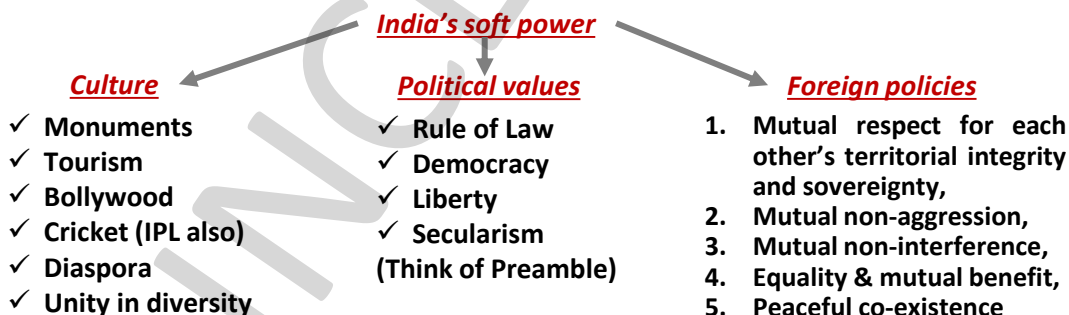 India's soft power
Culture
✓ Monuments
✓ Tourism
✓ Bollywood
✓ Cricket (IPL also)
✓ Diaspora
✓ Unity in diversity
Political values
✓ Rule of Law
✓ Democracy
✓ Liberty
✓ Secularism
(Think of Preamble)
Foreign policies
1. Mutual respect for each
other's territorial integrity
and sovereignty,
2. Mutual non-aggression,
3. Mutual non-interference,
4. Equality & mutual benefit,
5. Peaceful co-existence